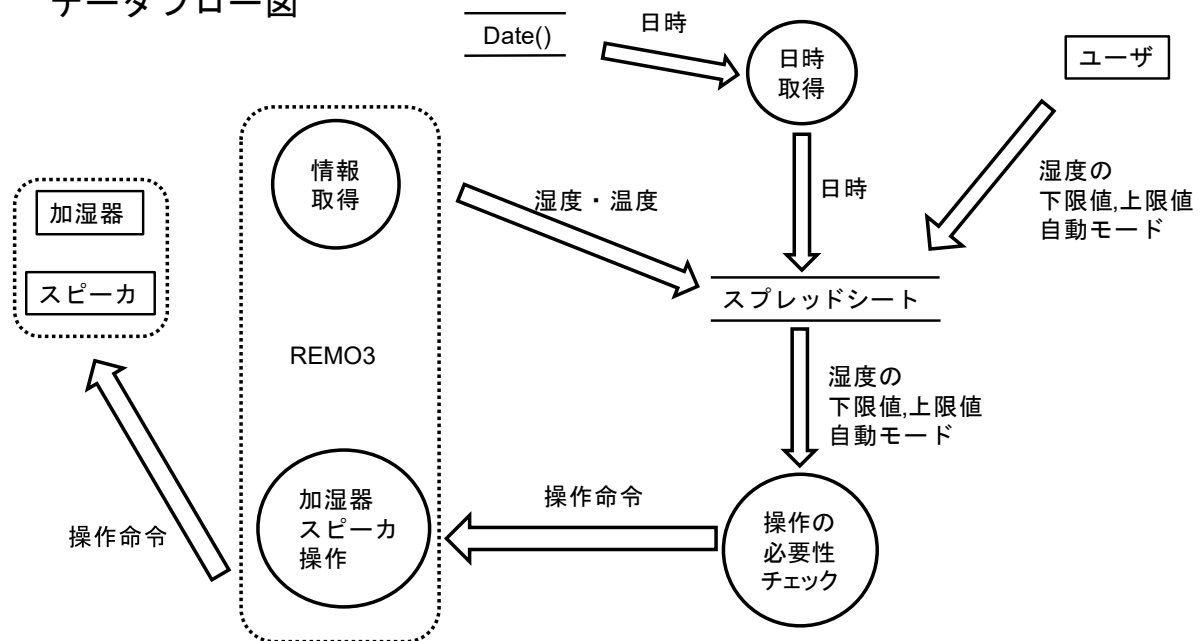 データフロー図
Date()
日時
日時
取得
ユーザ
情報
取得
湿度・温度
日時
湿度の
下限値,上限値
自動モード
加湿器
スピーカ
スプレッドシート
REMO3
湿度の
下限値,上限値
自動モード
操作命令
加湿器
スピーカ
操作
操作命令
操作の
必要性
チェック